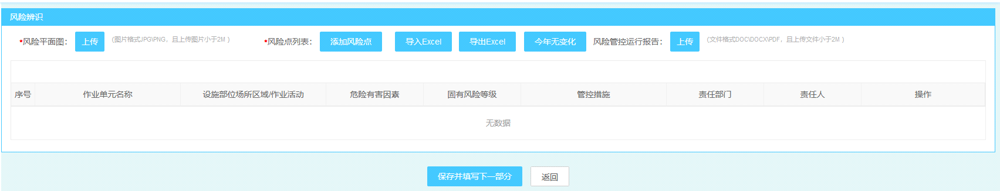 风险辨识
*风险平面图： 上传 (图片格式JPG\PNG，且上传图片小于2M ) *风险点列表： 添加风险点 导入Excel 导出Excel 今年无变化 风险管控运行报告： 上传 (文件格式DOC\DOCX\PDF，且上传文件小于2M )
序号 作业单元名称 设施部位场所区域/作业活动 危险有害因素 固有风险等级 管控措施 责任部门 责任人 操作
无数据
保存并填写下一部分 返回